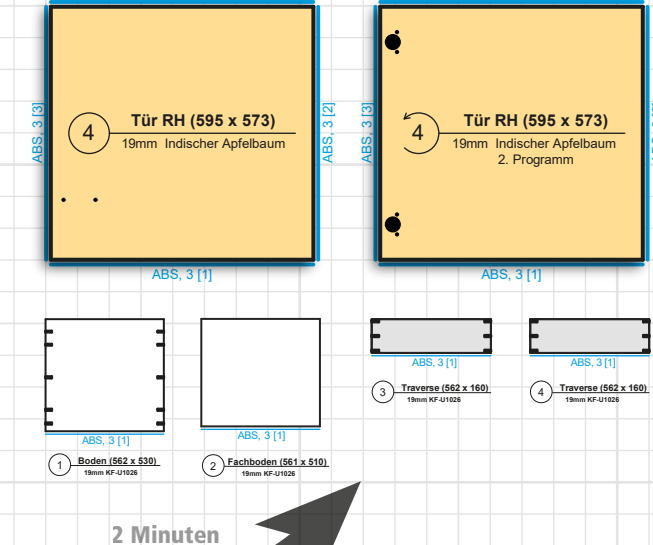 ABS, 3 [3]
4
Tür RH (595 x 573)
19mm Indischer Apfelbaum
ABS, 3 [2]
ABS, 3 [1]
ABS, 3 [3]
4
Tür RH (595 x 573)
19mm Indischer Apfelbaum
2. Programm
ABS, 3 [1]
ABS, 3 [1]
1
Boden (562 x 530)
19mm KF-U1026
ABS, 3 [1]
2
Fachboden (561 x 510)
19mm KF-U1026
ABS, 3 [1]
3
Traverse (562 x 160)
19mm KF-U1026
ABS, 3 [1]
4
Traverse (562 x 160)
19mm KF-U1026
2 Minuten